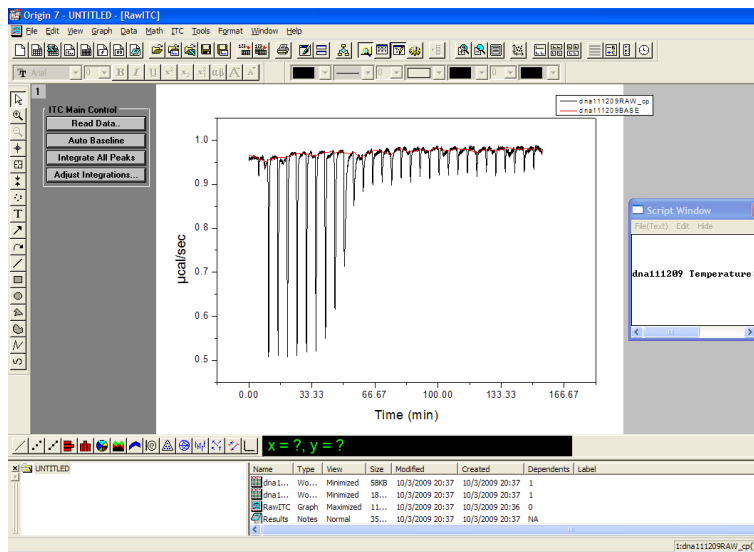 Origin 7 - UNTITLED - [RawITC]
File Edit View Graph Data Math ITC Tools Format Window Help
Arial 0 B I U αβ A A 0 0
1
ITC Main Control
Read Data..
Auto Baseline
Integrate All Peaks
Adjust Integrations...
dna111209RAW_cp
dna111209BASE
1.0
0.9
0.8
0.7
0.6
0.5
µcal/sec
0.00 33.33 66.67 100.00 133.33 166.67
Time (min)
Script Window
File(Text) Edit Hide
dna111209 Temperature
x = ?, y = ?
UNTITLED
Name Type View Size Modified Created Dependents Label
dna1... Wo... Minimized 58KB 10/3/2009 20:37 10/3/2009 20:37 1
dna1... Wo... Minimized 18... 10/3/2009 20:37 10/3/2009 20:37 1
RawITC Graph Maximized 11... 10/3/2009 20:37 10/3/2009 20:36 0
Results Notes Normal 35... 10/3/2009 20:37 10/3/2009 20:37 NA
1:dna111209RAW_cp(